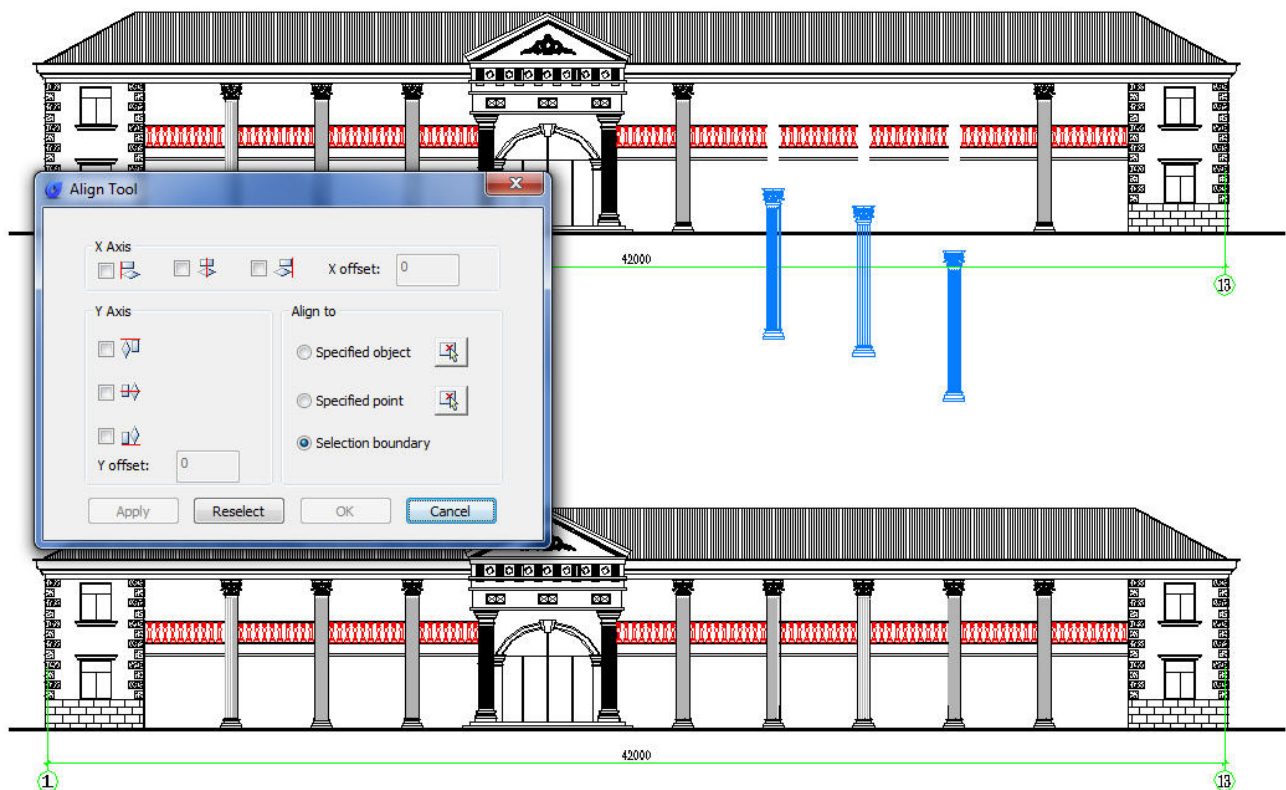 Align Tool
X
X Axis
X offset: 0
42000
13
Y Axis
Align to
Specified object
Specified point
Selection boundary
Y offset: 0
Apply Reselect OK Cancel
42000
1 13